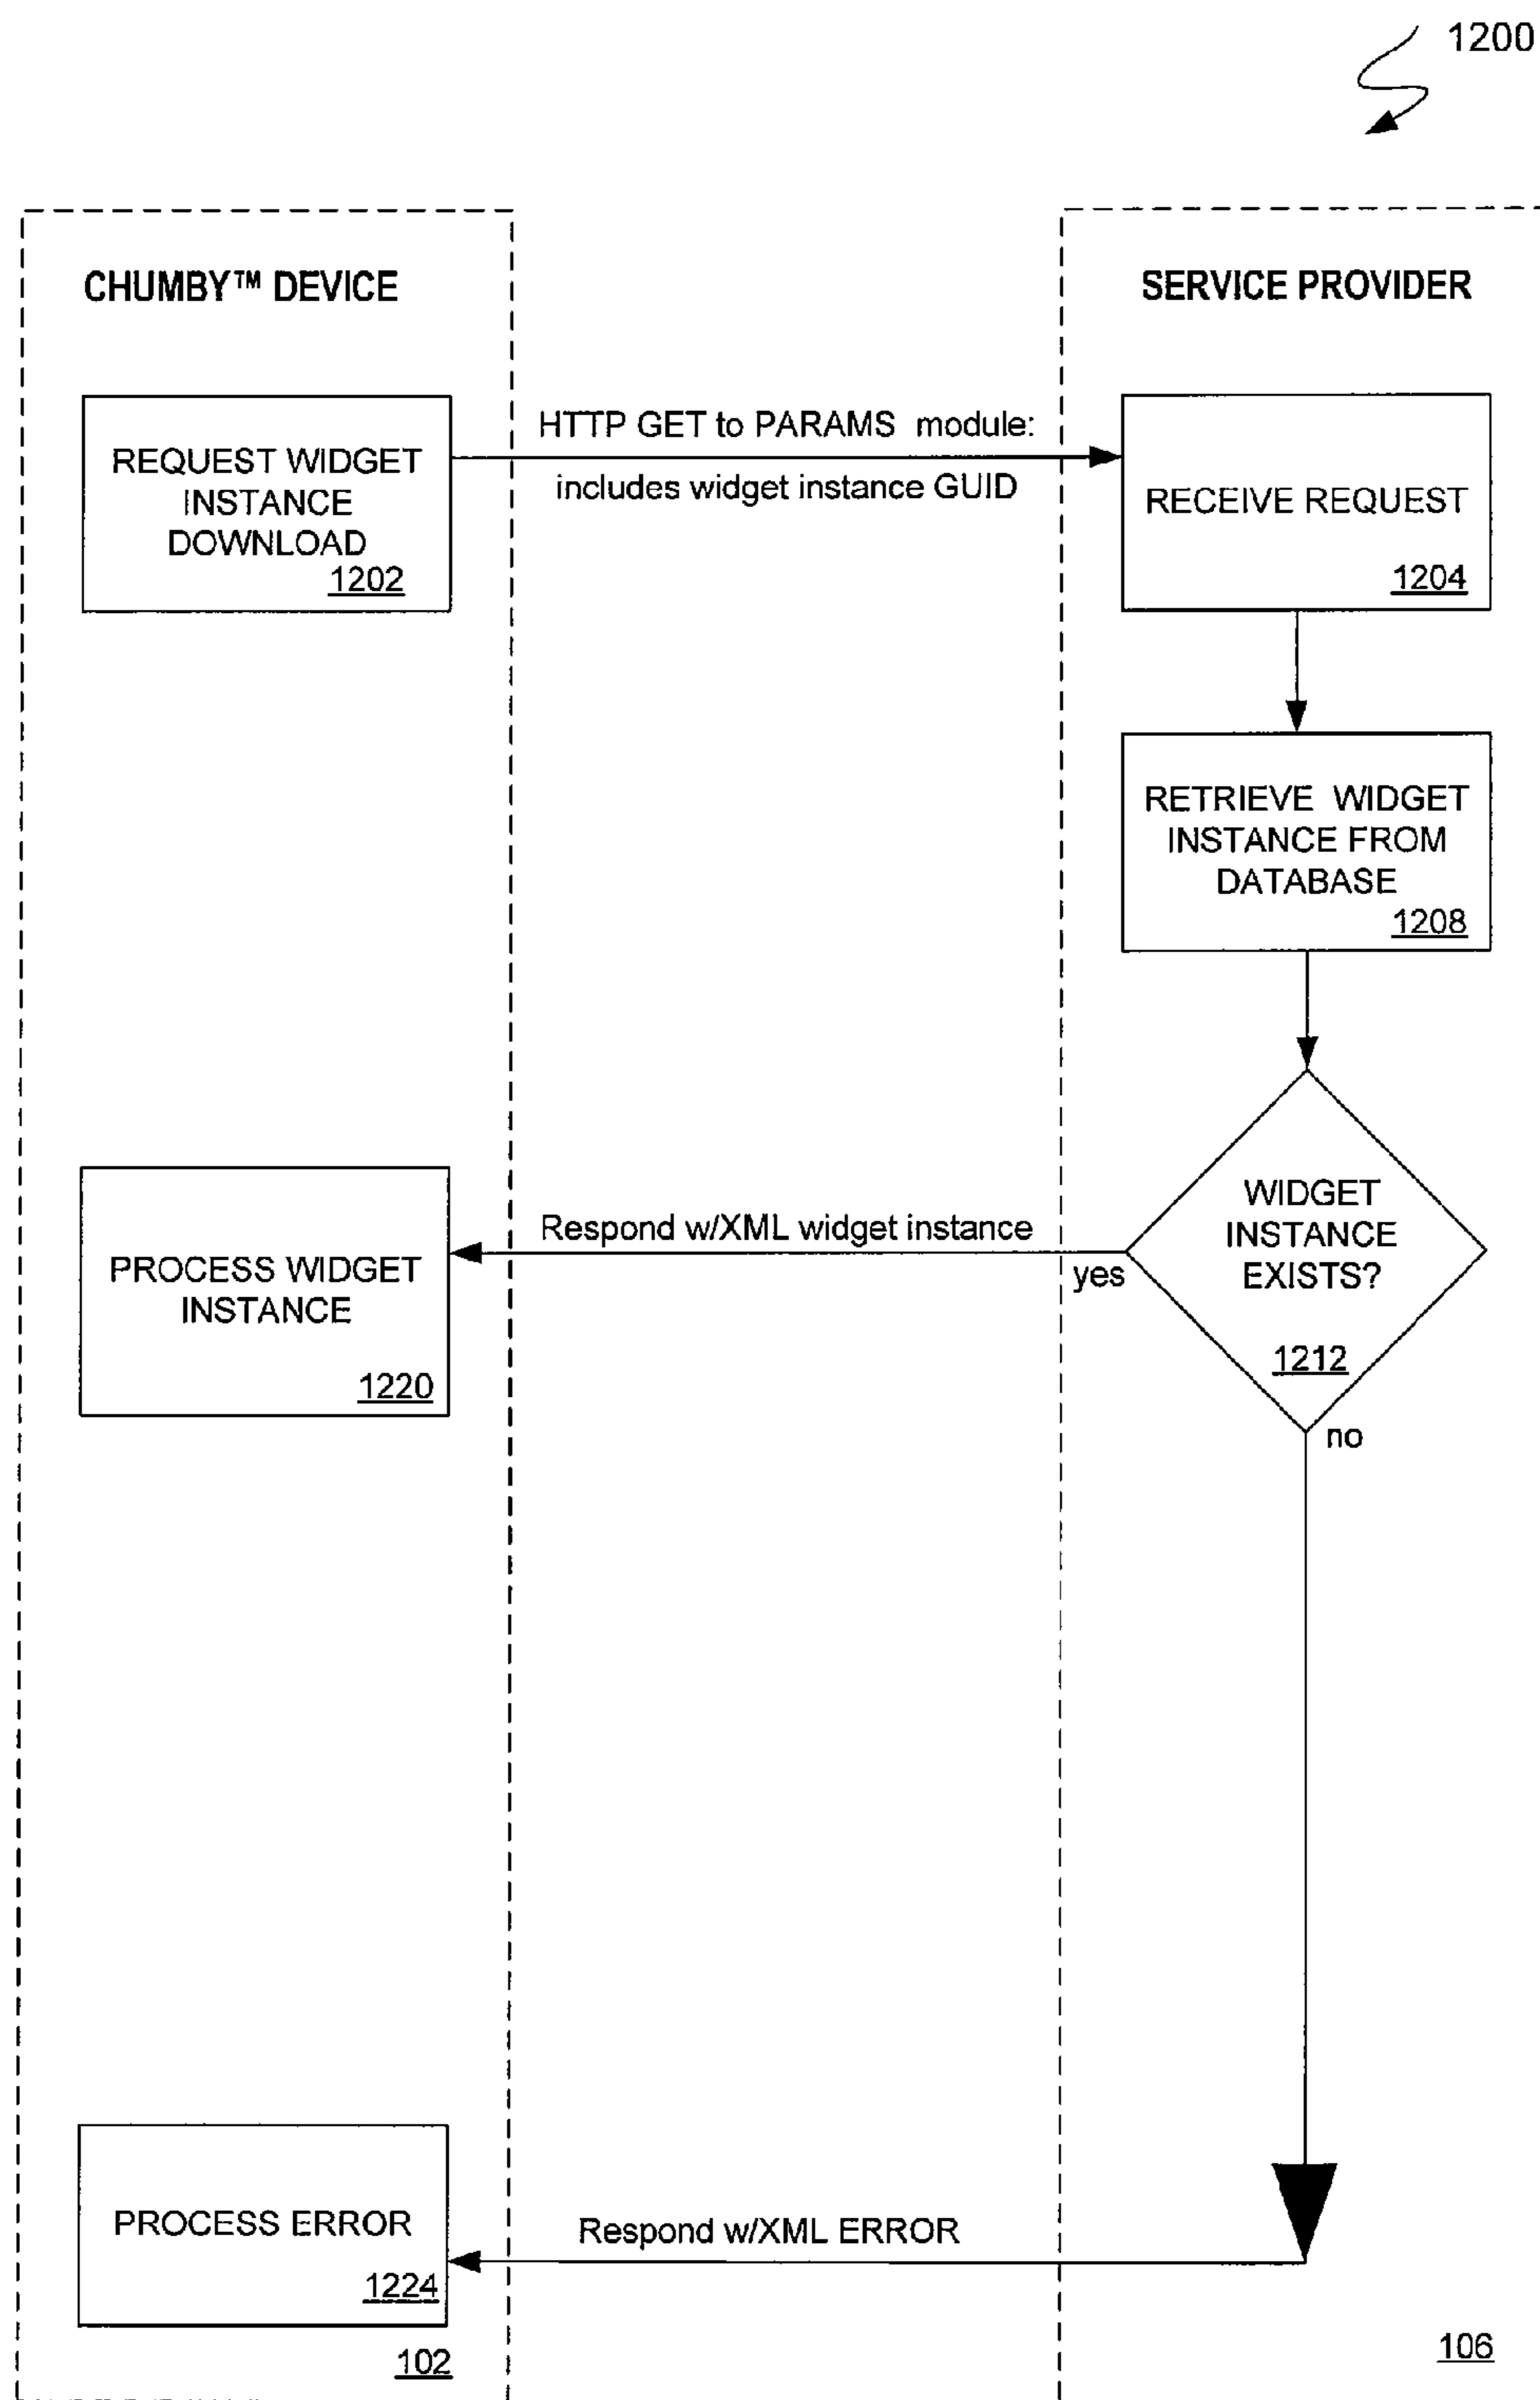 1200
CHUMBY™ DEVICE
SERVICE PROVIDER
REQUEST WIDGET
INSTANCE
DOWNLOAD
1202
HTTP GET to PARAMS module:
includes widget instance GUID
RECEIVE REQUEST
1204
RETRIEVE WIDGET
INSTANCE FROM
DATABASE
1208
WIDGET
INSTANCE
EXISTS?
1212
yes
no
Respond w/XML widget instance
PROCESS WIDGET
INSTANCE
1220
Respond w/XML ERROR
PROCESS ERROR
1224
102
106